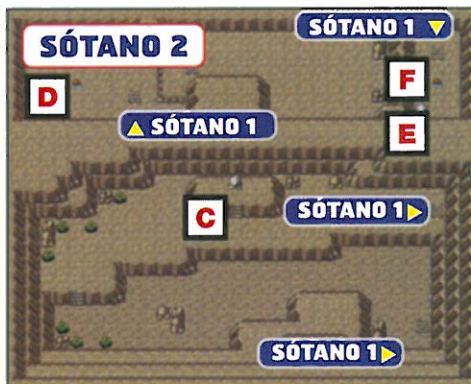 SÓTANO 1 ▼
SÓTANO 2
D
F
▲ SÓTANO 1
E
C
SÓTANO 1 ▶
SÓTANO 1 ▶